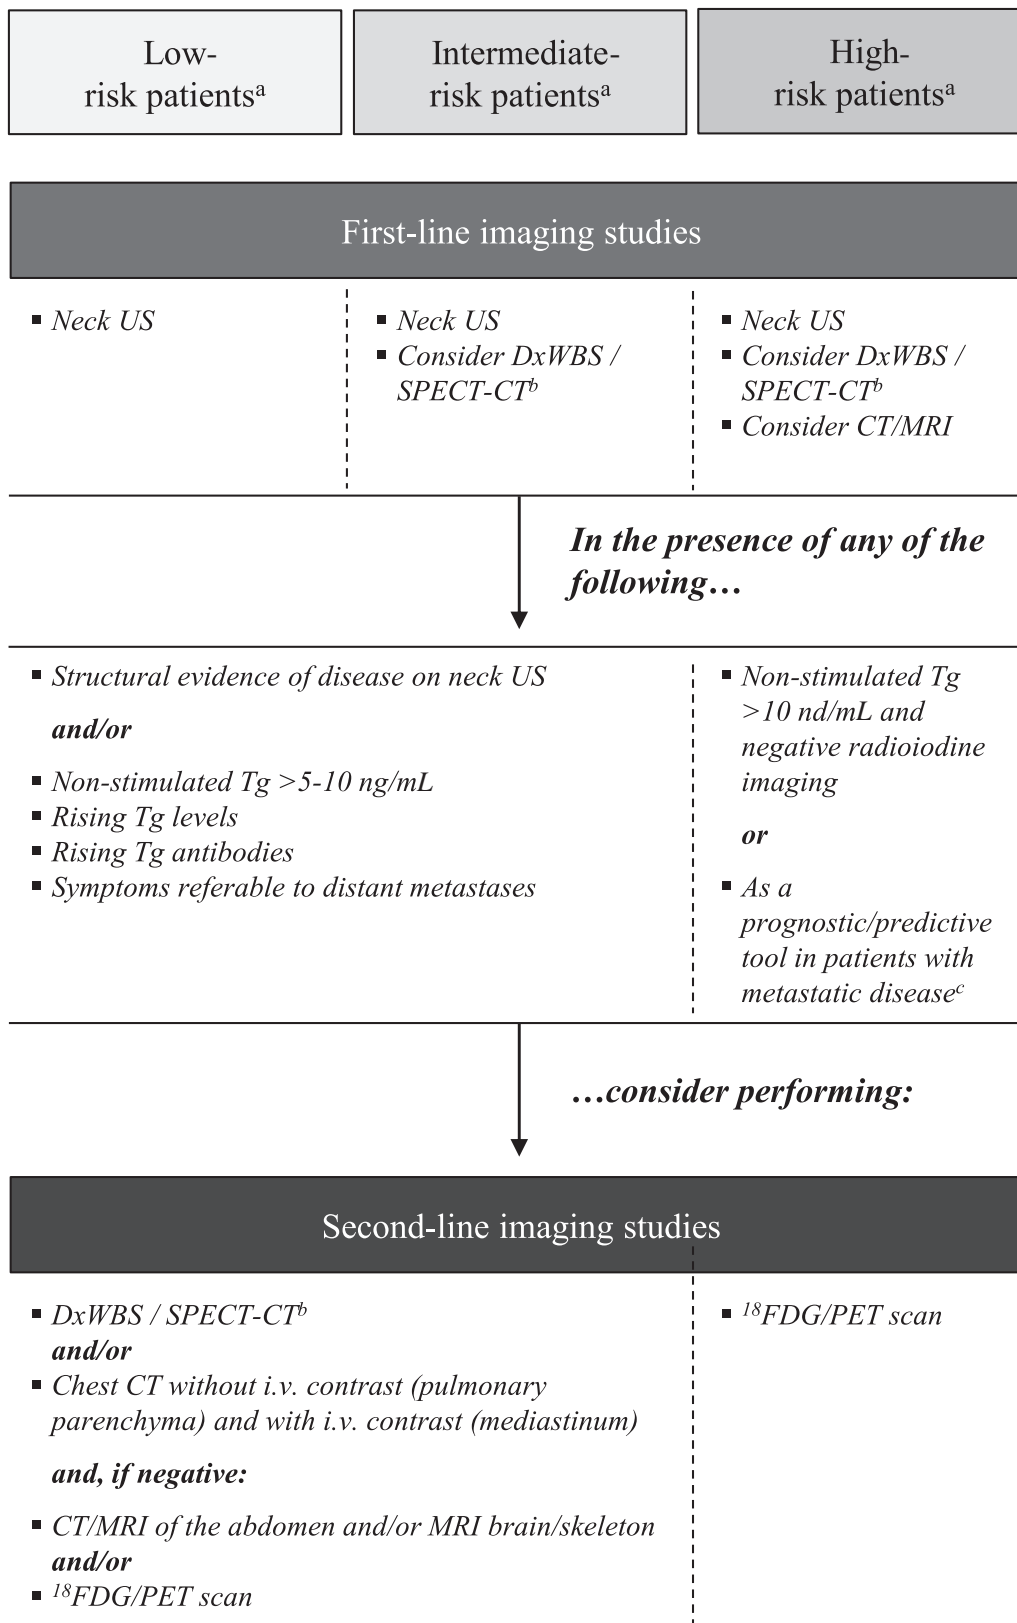 Low-
risk patientsᵃ
Intermediate-
risk patientsᵃ
High-
risk patientsᵃ
First-line imaging studies
▪ Neck US
▪ Neck US
▪ Consider DxWBS /
SPECT-CTᵇ
▪ Neck US
▪ Consider DxWBS /
SPECT-CTᵇ
▪ Consider CT/MRI
In the presence of any of the
following…
▪ Structural evidence of disease on neck US
and/or
▪ Non-stimulated Tg >5-10 ng/mL
▪ Rising Tg levels
▪ Rising Tg antibodies
▪ Symptoms referable to distant metastases
▪ Non-stimulated Tg
>10 nd/mL and
negative radioiodine
imaging
or
▪ As a
prognostic/predictive
tool in patients with
metastatic diseaseᶜ
…consider performing:
Second-line imaging studies
▪ DxWBS / SPECT-CTᵇ
and/or
▪ Chest CT without i.v. contrast (pulmonary
parenchyma) and with i.v. contrast (mediastinum)
and, if negative:
▪ CT/MRI of the abdomen and/or MRI brain/skeleton
and/or
▪ ¹⁸FDG/PET scan
▪ ¹⁸FDG/PET scan